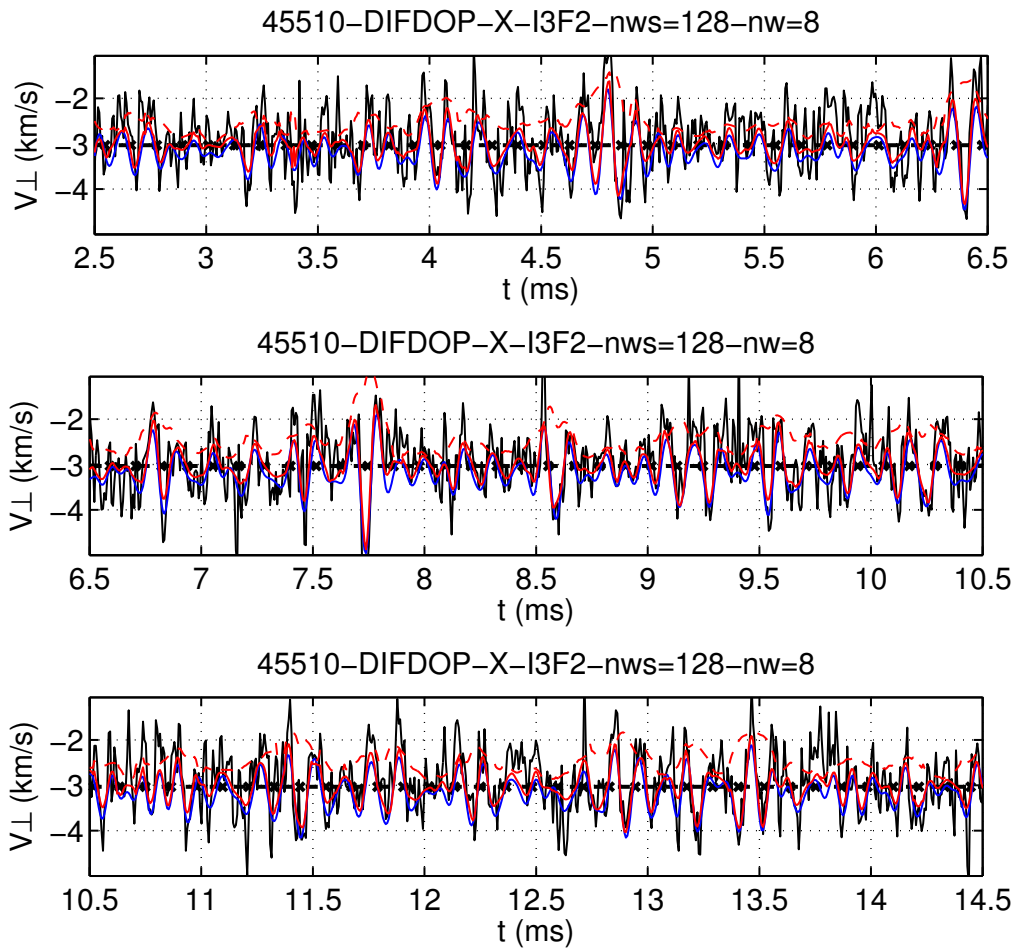 45510−DIFDOP−X−I3F2−nws=128−nw=8
V⊥ (km/s)
−2
−3
−4
2.5 3 3.5 4 4.5 5 5.5 6 6.5
t (ms)
45510−DIFDOP−X−I3F2−nws=128−nw=8
V⊥ (km/s)
−2
−3
−4
6.5 7 7.5 8 8.5 9 9.5 10 10.5
t (ms)
45510−DIFDOP−X−I3F2−nws=128−nw=8
V⊥ (km/s)
−2
−3
−4
10.5 11 11.5 12 12.5 13 13.5 14 14.5
t (ms)